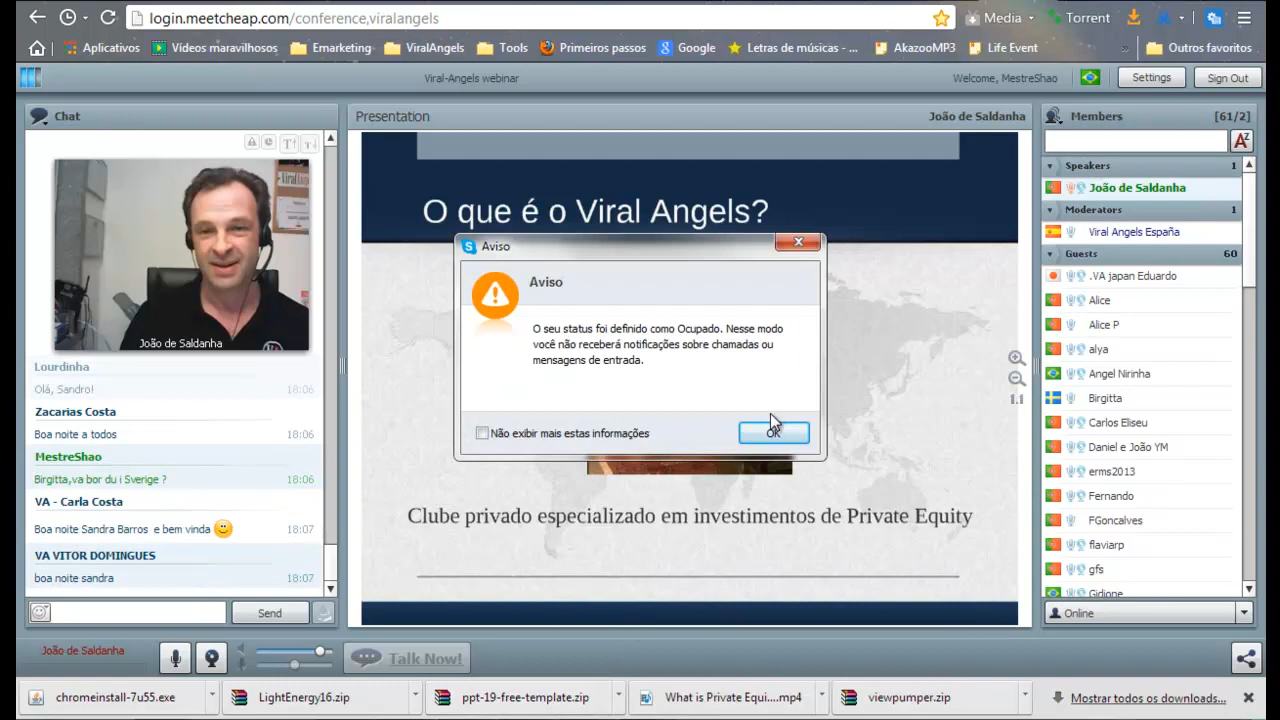 login.meetcheap.com/conference,viralangels
Media
Torrent
Aplicativos
Videos maravilhosos
Emarketing
ViralAngels
Tools
Primeiros passos
Google
Letras de músicas - ...
AkazooMP3
Life Event
»
Outros favoritos
Viral-Angels webinar
Welcome, MestreShao
Settings
Sign Out
Chat
João de Saldanha
Lourdinha
Olá, Sandro! 18:06
Zacarias Costa
Boa noite a todos 18:06
MestreShao
Birgitta,va bor du i Sverige ? 18:06
VA - Carla Costa
Boa noite Sandra Barros e bem vinda 18:07
VA VITOR DOMINGUES
boa noite sandra 18:07
Send
Presentation
João de Saldanha
O que é o Viral Angels?
Aviso
Aviso
O seu status foi definido como Ocupado. Nesse modo
você não receberá notificações sobre chamadas ou
mensagens de entrada.
Não exibir mais estas informações
OK
Clube privado especializado em investimentos de Private Equity
1:1
Members [61/2]
Speakers 1
João de Saldanha
Moderators 1
Viral Angels España
Guests 60
.VA japan Eduardo
Alice
Alice P
alya
Angel Nirinha
Birgitta
Carlos Eliseu
Daniel e João YM
erms2013
Fernando
FGoncalves
flaviarp
gfs
Gidione
Online
João de Saldanha
Talk Now!
chromeinstall-7u55.exe
LightEnergy16.zip
ppt-19-free-template.zip
What is Private Equi....mp4
viewpumper.zip
Mostrar todos os downloads...